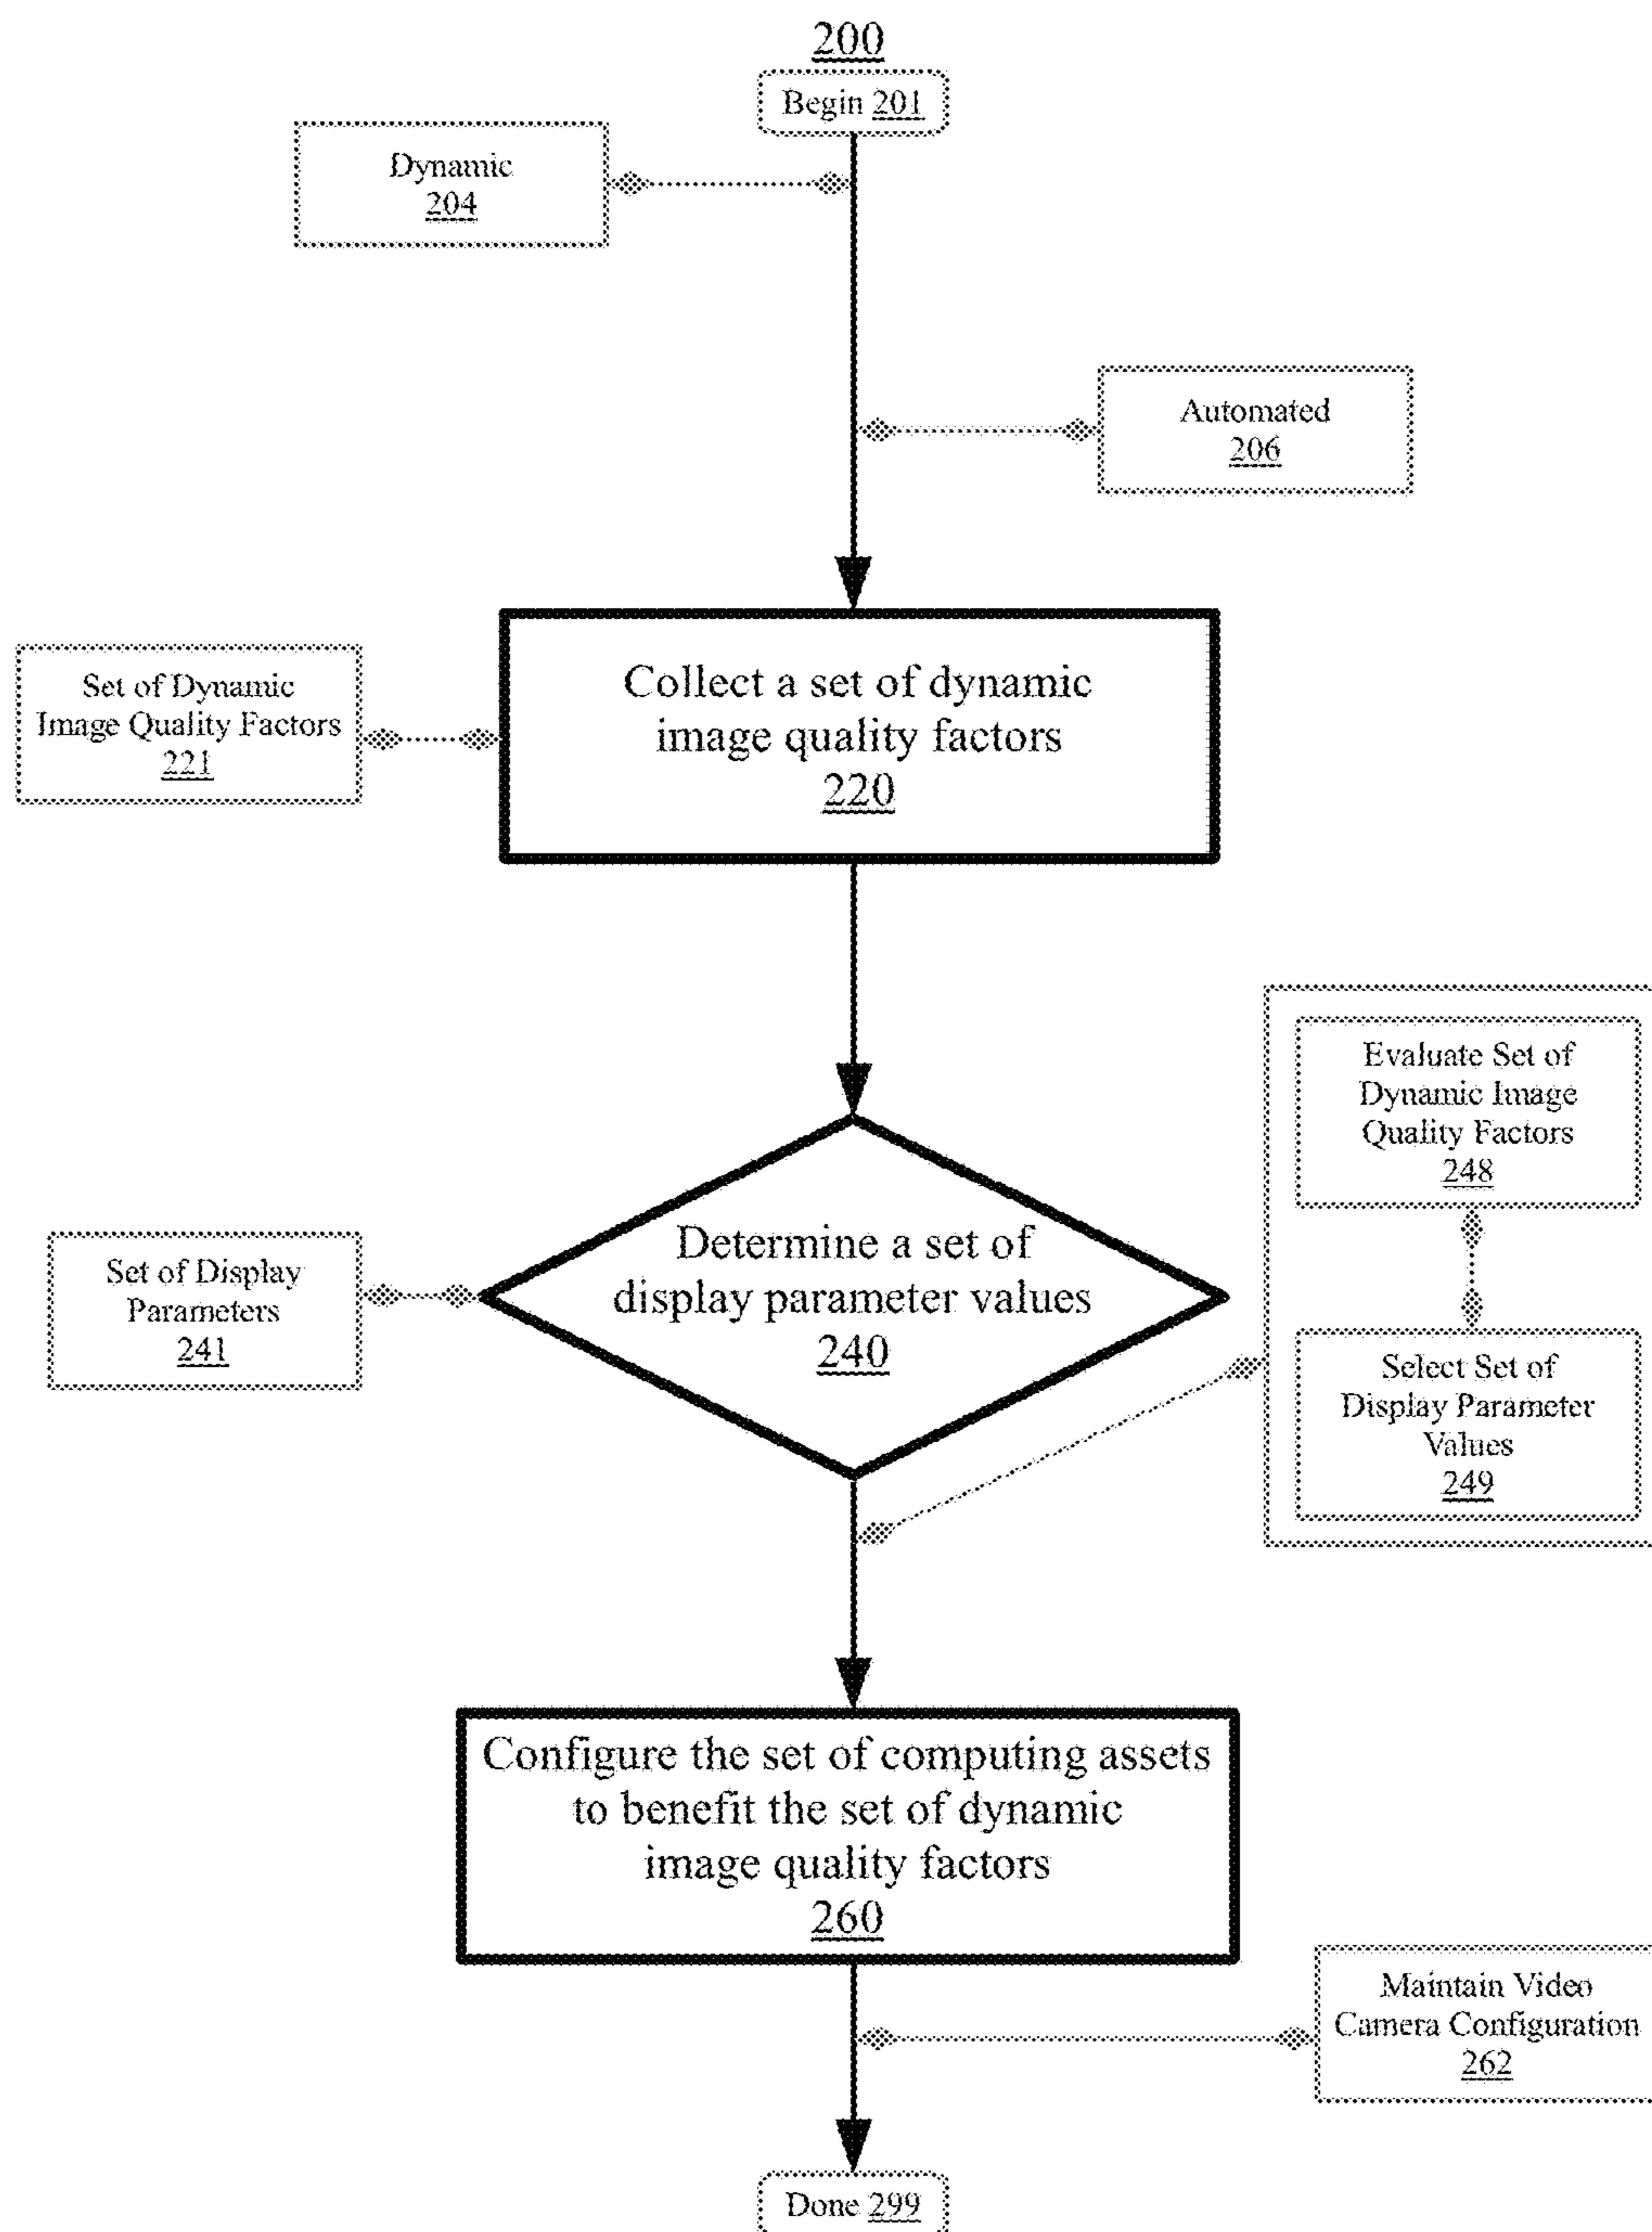 200
Begin 201
Dynamic
204
Automated
206
Collect a set of dynamic
image quality factors
220
Set of Dynamic
Image Quality Factors
221
Evaluate Set of
Dynamic Image
Quality Factors
248
Determine a set of
display parameter values
240
Set of Display
Parameters
241
Select Set of
Display Parameter
Values
249
Configure the set of computing assets
to benefit the set of dynamic
image quality factors
260
Maintain Video
Camera Configuration
262
Done 299